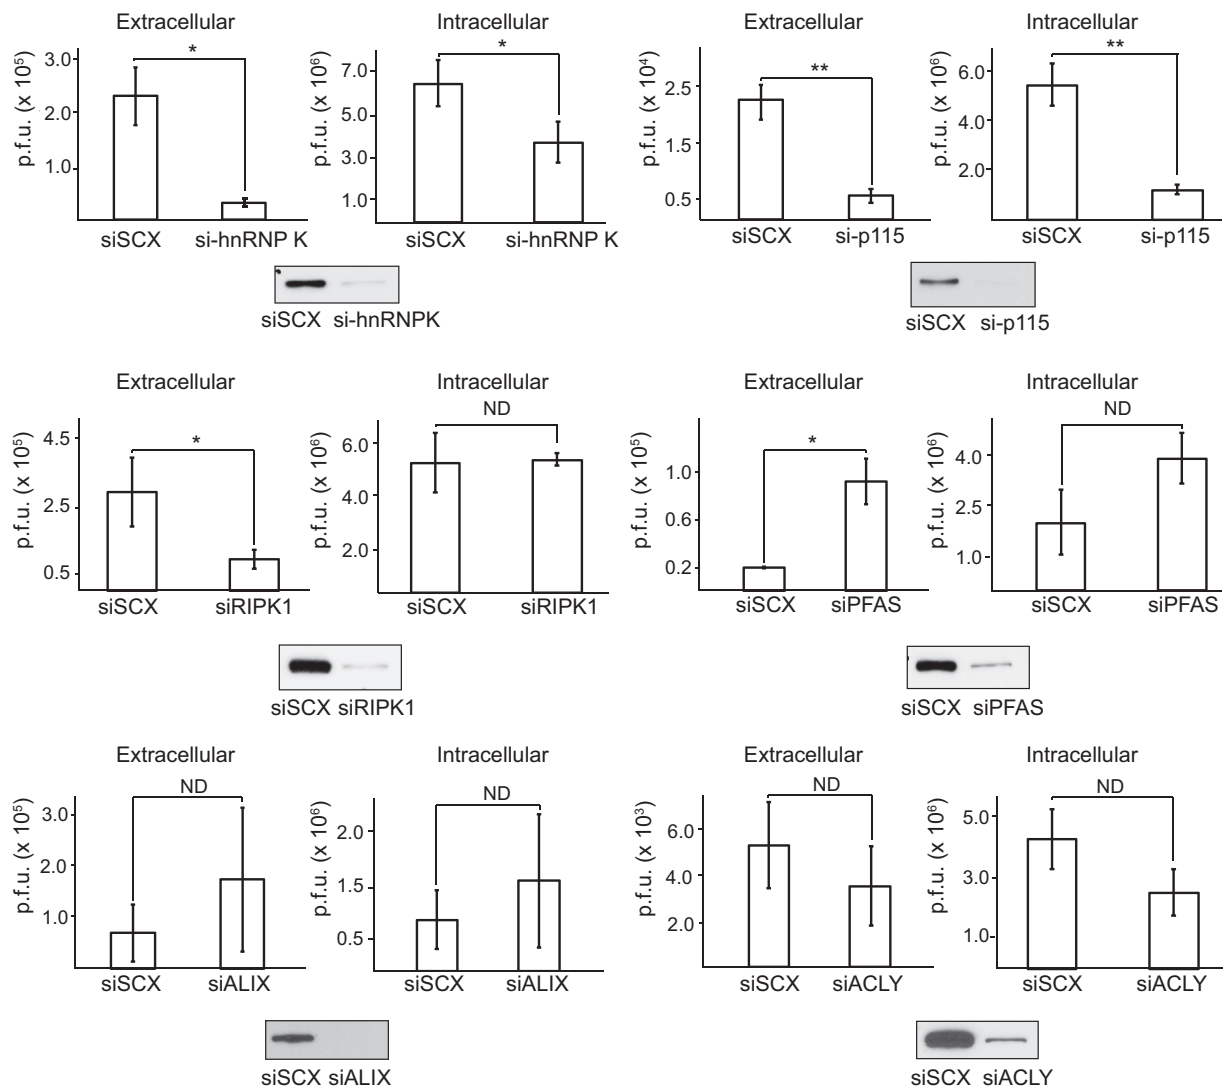 Extracellular
Intracellular
Extracellular
Intracellular
p.f.u. (x 10⁵)
3.0
2.0
1.0
*
siSCX si-hnRNP K
p.f.u. (x 10⁶)
7.0
5.0
3.0
1.0
*
siSCX si-hnRNP K
p.f.u. (x 10⁴)
2.5
1.5
0.5
**
siSCX si-p115
p.f.u. (x 10⁶)
6.0
4.0
2.0
**
siSCX si-p115
siSCX si-hnRNPK
siSCX si-p115
Extracellular
Intracellular
Extracellular
Intracellular
p.f.u. (x 10⁵)
4.5
2.5
0.5
*
siSCX siRIPK1
p.f.u. (x 10⁶)
6.0
4.0
2.0
ND
siSCX siRIPK1
p.f.u. (x 10⁵)
1.0
0.6
0.2
*
siSCX siPFAS
p.f.u. (x 10⁶)
4.0
2.5
1.0
ND
siSCX siPFAS
siSCX siRIPK1
siSCX siPFAS
Extracellular
Intracellular
Extracellular
Intracellular
p.f.u. (x 10⁵)
3.0
2.0
1.0
ND
siSCX siALIX
p.f.u. (x 10⁶)
2.0
1.5
0.5
ND
siSCX siALIX
p.f.u. (x 10³)
6.0
4.0
2.0
ND
siSCX siACLY
p.f.u. (x 10⁶)
5.0
3.0
1.0
ND
siSCX siACLY
siSCX siALIX
siSCX siACLY